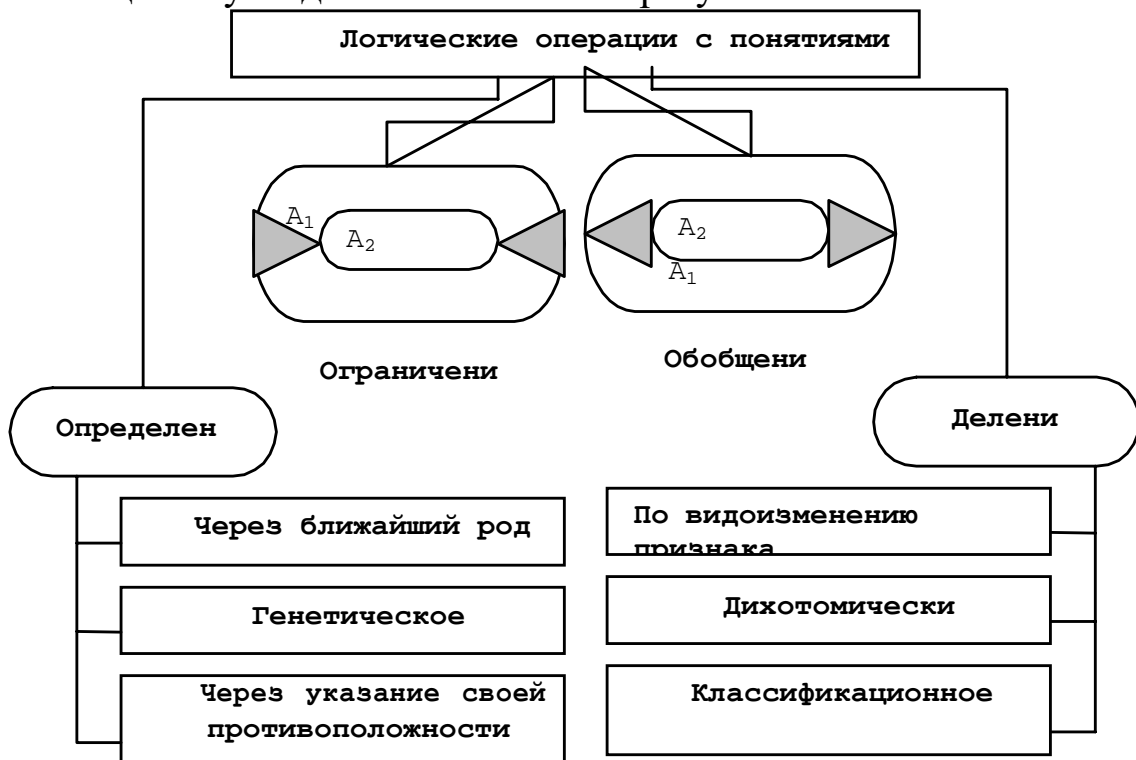 Логические операции с понятиями
A1
A2
A2
A1
Ограничени
Обобщени
Определен
Делени
Через ближайший род
Генетическое
Через указание своей
противоположности
По видоизменению
признака
Дихотомически
Классификационное